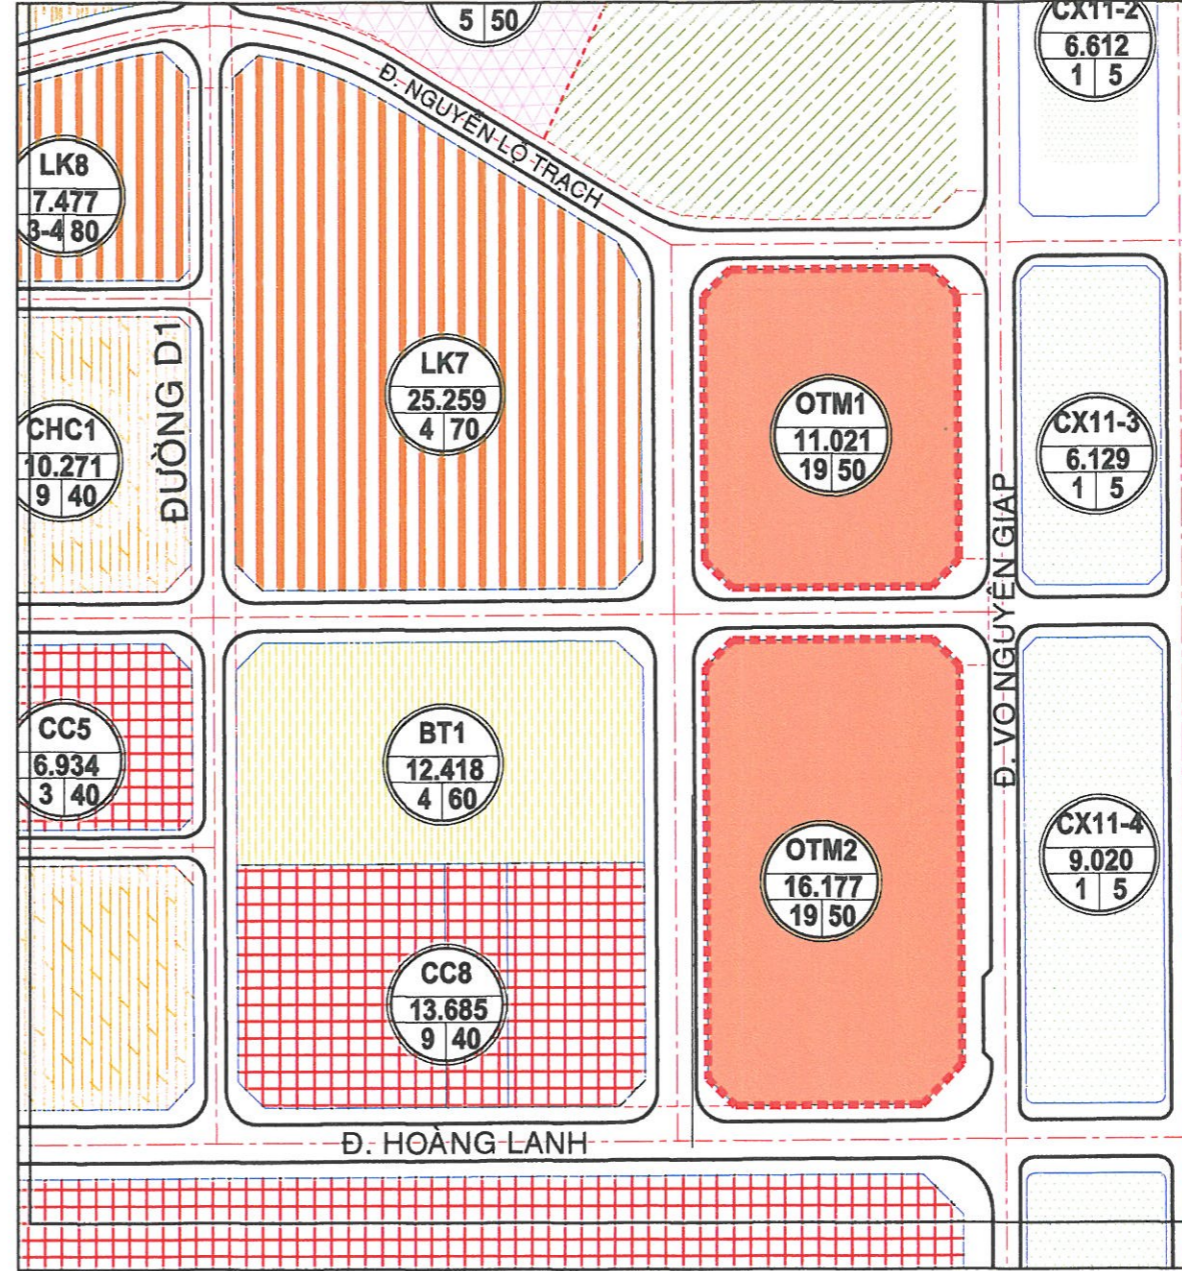 5 50
CX11-2
6.612
1 5
Đ. NGUYỄN LỘ TRẠCH
LK8
7.477
3-4 80
LK7
25.259
4 70
OTM1
11.021
19 50
CX11-3
6.129
1 5
CHC1
10.271
9 40
ĐƯỜNG D1
Đ. VÕ NGUYÊN GIÁP
CC5
6.934
3 40
BT1
12.418
4 60
OTM2
16.177
19 50
CX11-4
9.020
1 5
CC8
13.685
9 40
Đ. HOÀNG LANH